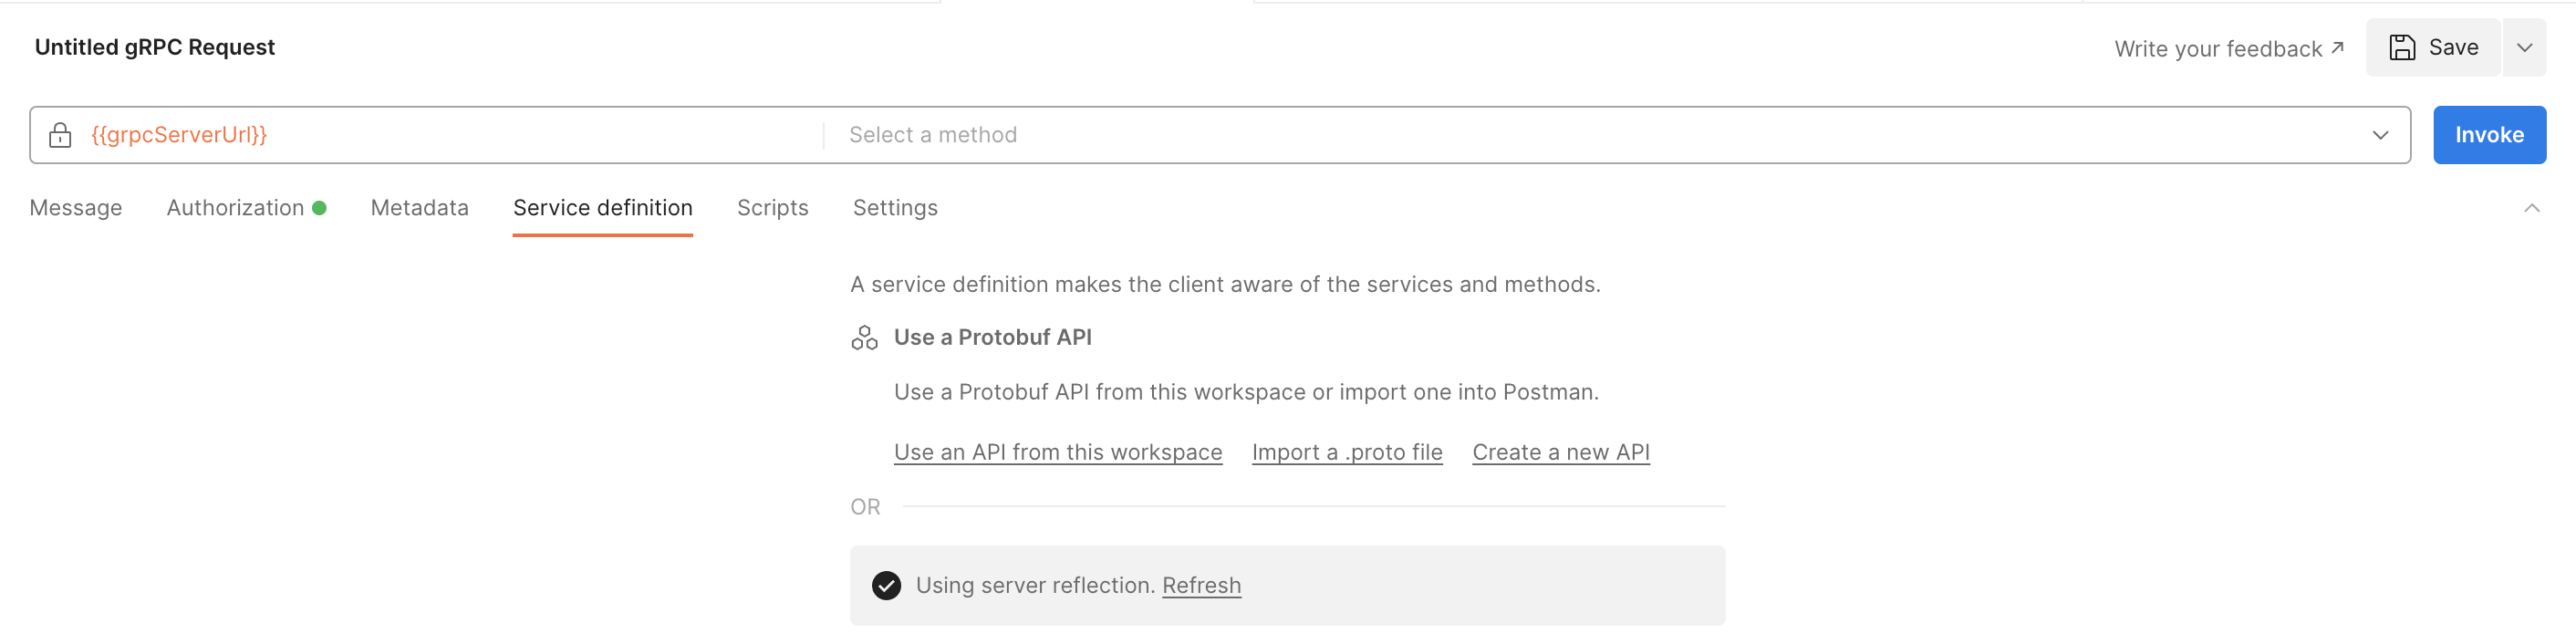 Untitled gRPC Request
Write your feedback ↗
Save
{{grpcServerUrl}}
Select a method
Invoke
Message
Authorization
Metadata
Service definition
Scripts
Settings
A service definition makes the client aware of the services and methods.
Use a Protobuf API
Use a Protobuf API from this workspace or import one into Postman.
Use an API from this workspace
Import a .proto file
Create a new API
OR
Using server reflection. Refresh